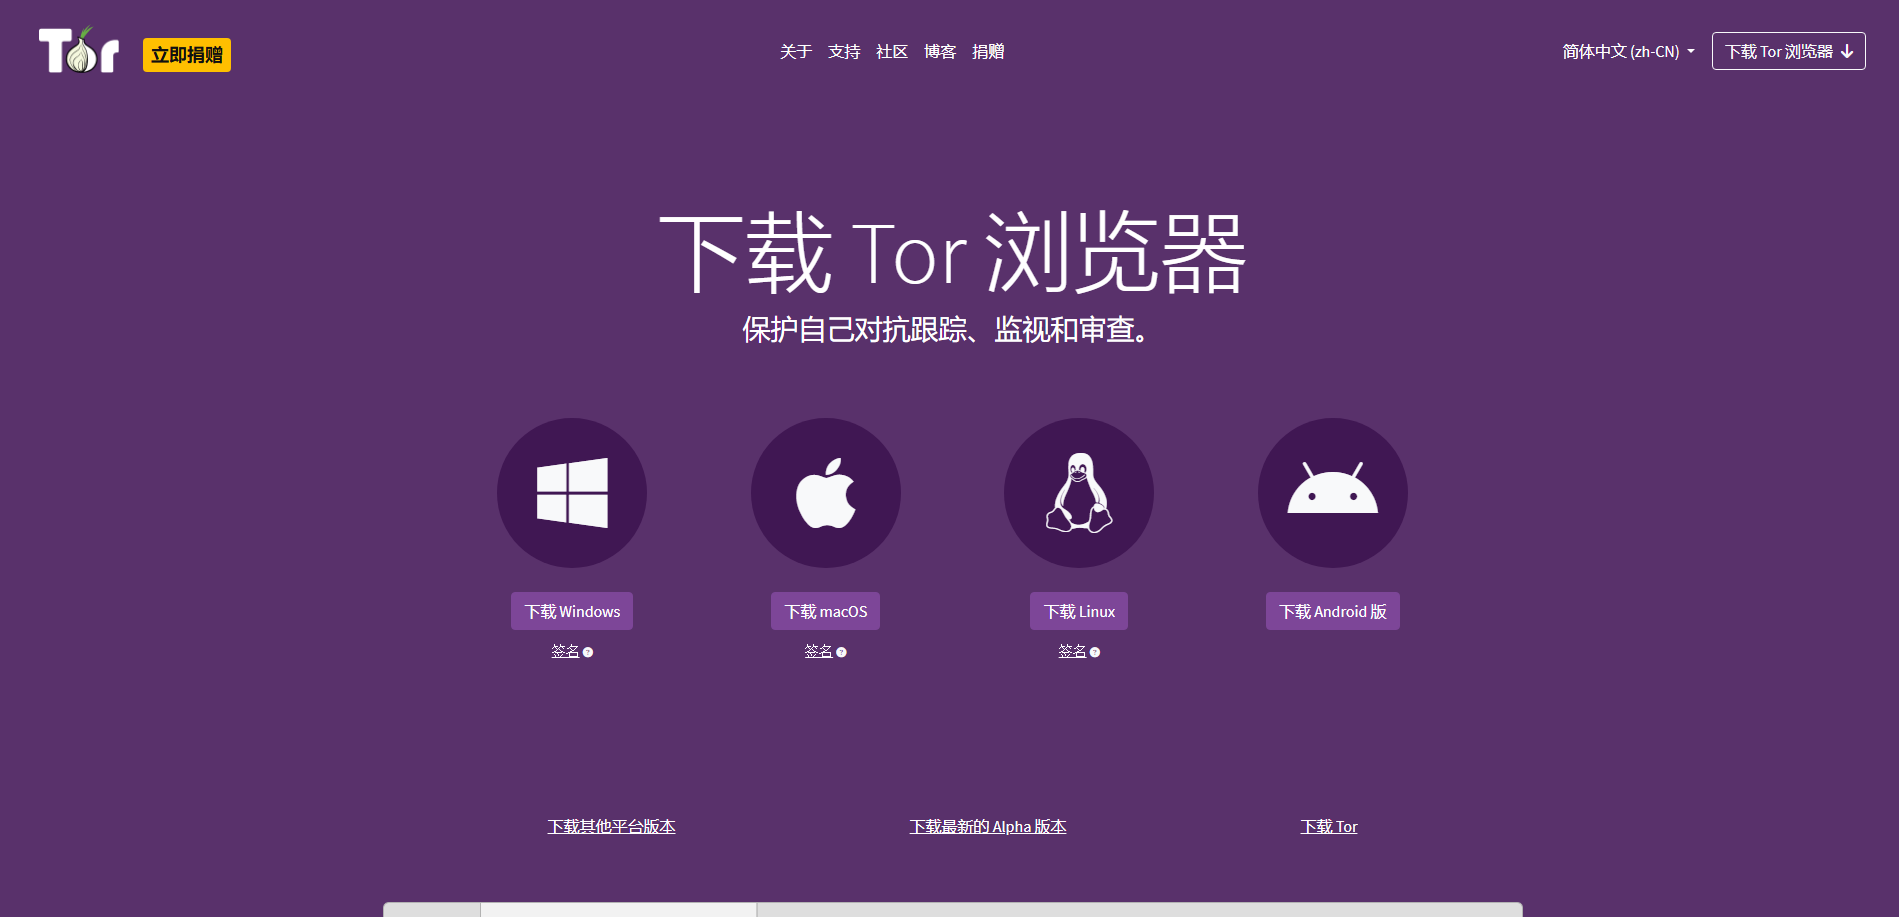 Tor 立即捐赠 关于 支持 社区 博客 捐赠 简体中文 (zh-CN) 下载 Tor 浏览器
下载 Tor 浏览器
保护自己对抗跟踪、监视和审查。
下载 Windows 下载 macOS 下载 Linux 下载 Android 版
签名 ? 签名 ? 签名 ?
下载其他平台版本 下载最新的 Alpha 版本 下载 Tor